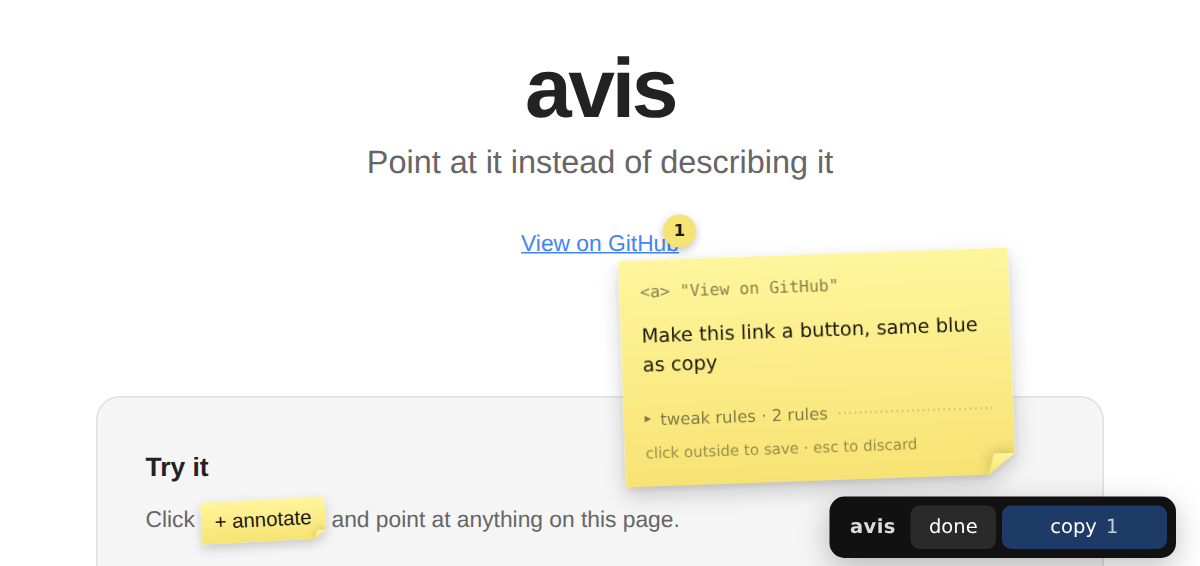 avis
Point at it instead of describing it
View on GitHub
1
<a> "View on GitHub"
Make this link a button, same blue
as copy
▸ tweak rules · 2 rules
click outside to save · esc to discard
Try it
Click + annotate and point at anything on this page.
avis done copy 1